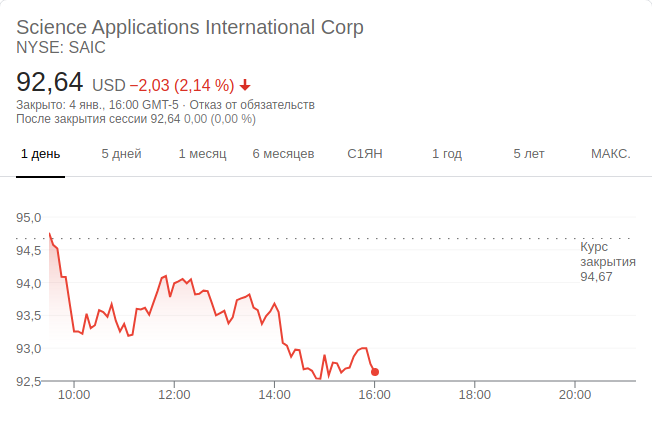 Science Applications International Corp
NYSE: SAIC
92,64 USD −2,03 (2,14 %)
Закрыто: 4 янв., 16:00 GMT-5 · Отказ от обязательств
После закрытия сессии 92,64 0,00 (0,00 %)
1 день 5 дней 1 месяц 6 месяцев С1ЯН 1 год 5 лет МАКС.
95,0
94,5
94,0
93,5
93,0
92,5
Курс
закрытия
94,67
10:00 12:00 14:00 16:00 18:00 20:00